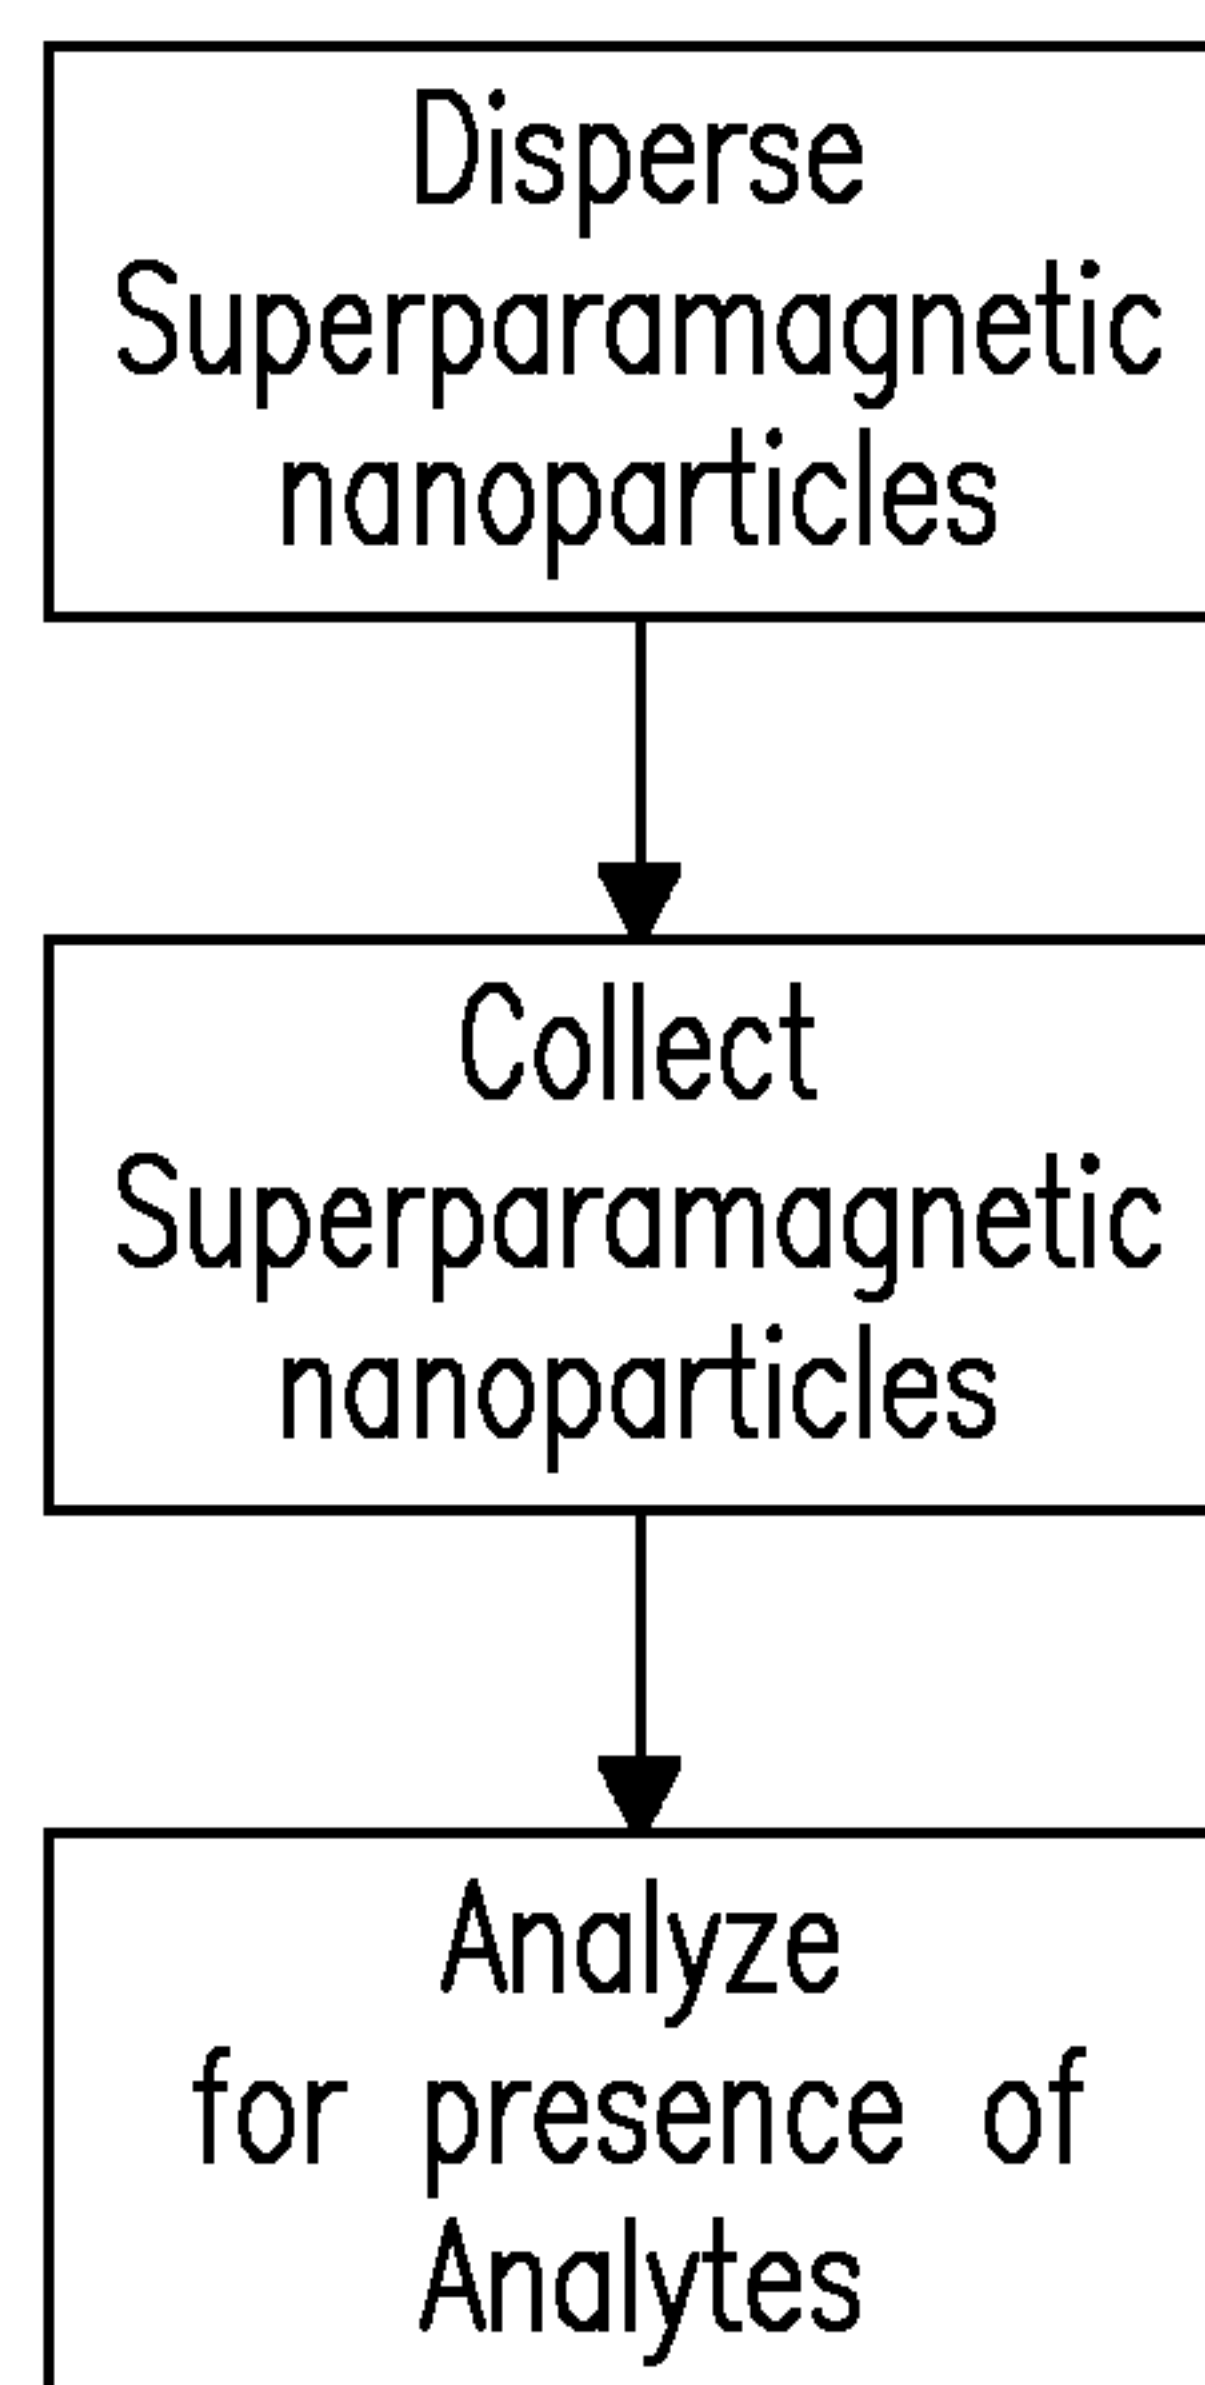 Disperse
Superparamagnetic
nanoparticles
Collect
Superparamagnetic
nanoparticles
Analyze
for presence of
Analytes